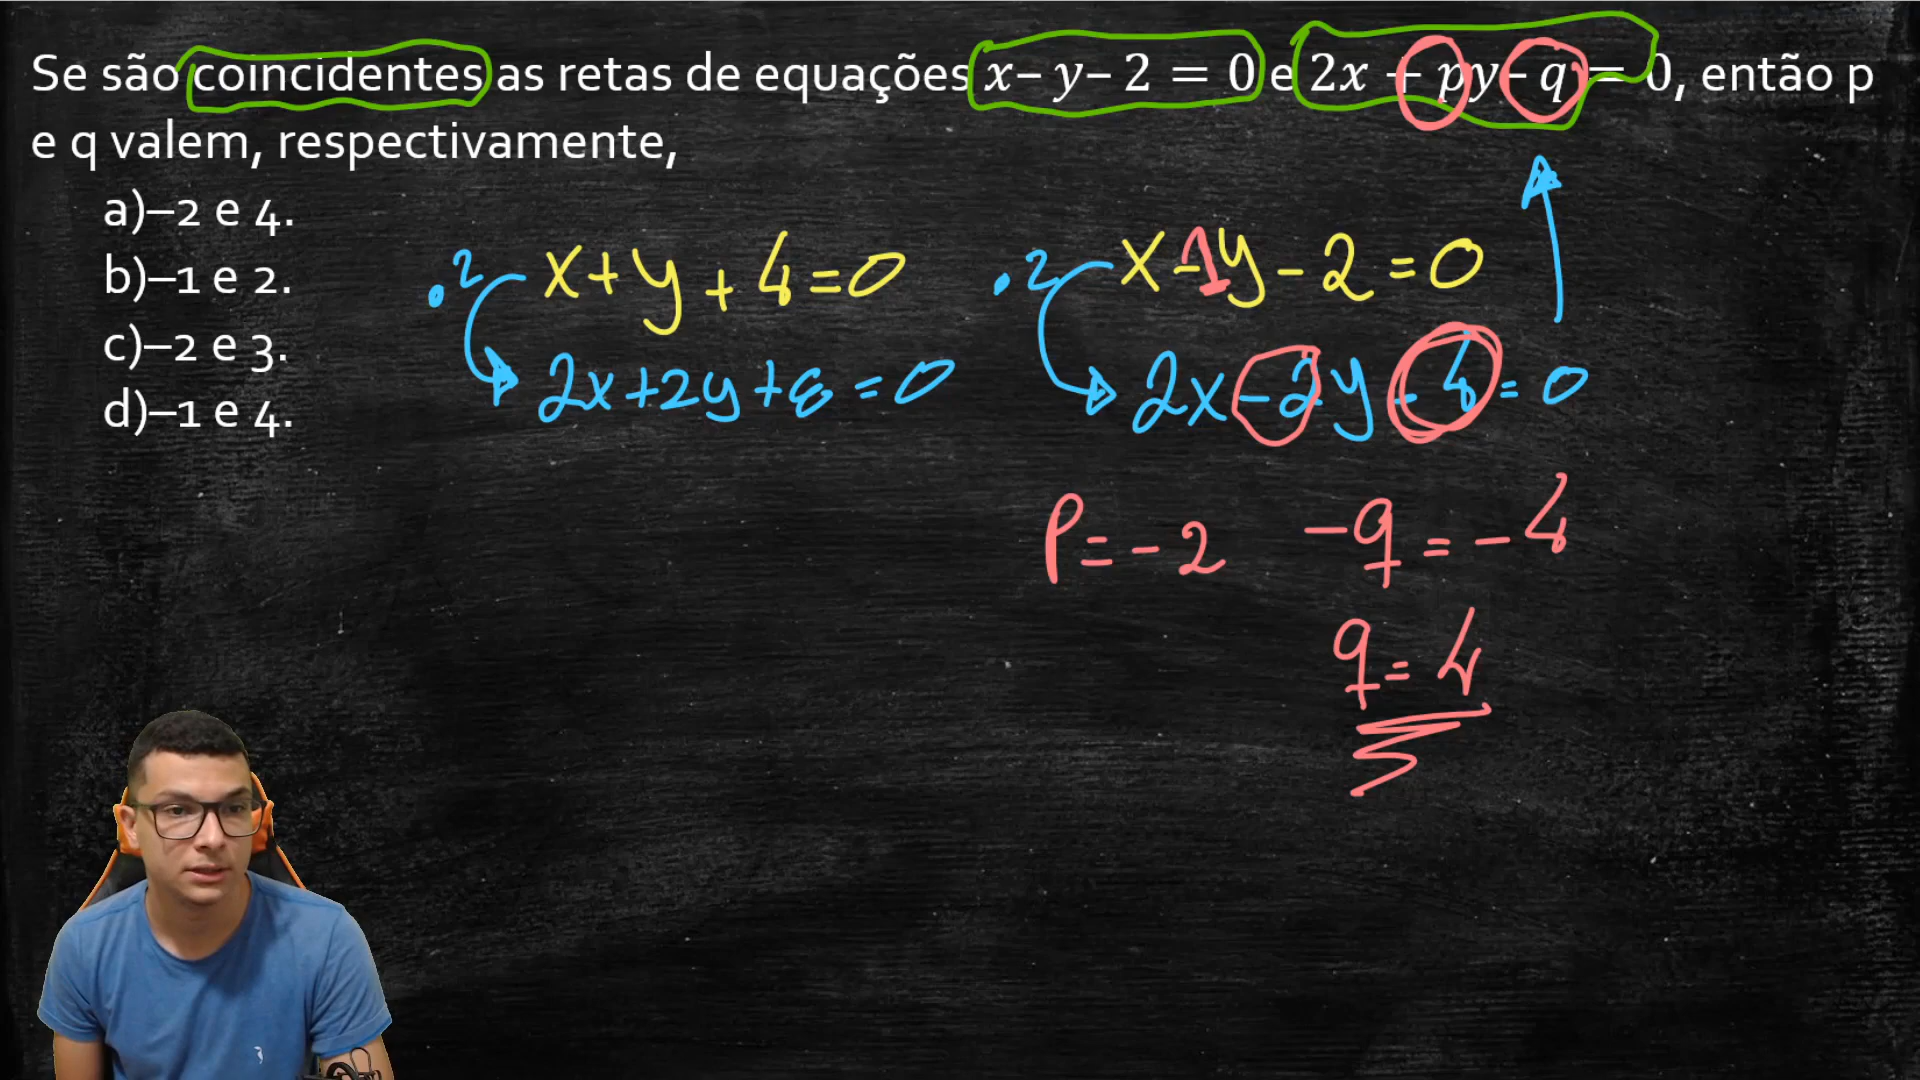 Se são coincidentes as retas de equações x– y– 2 = 0 e 2x + py– q = 0, então p
e q valem, respectivamente,
a)–2 e 4.
b)–1 e 2.
c)–2 e 3.
d)–1 e 4.
.2 x+y+4=0
2x+2y+8=0
.2 x-1y-2=0
2x-2y-4=0
p=-2 -q=-4
q=4